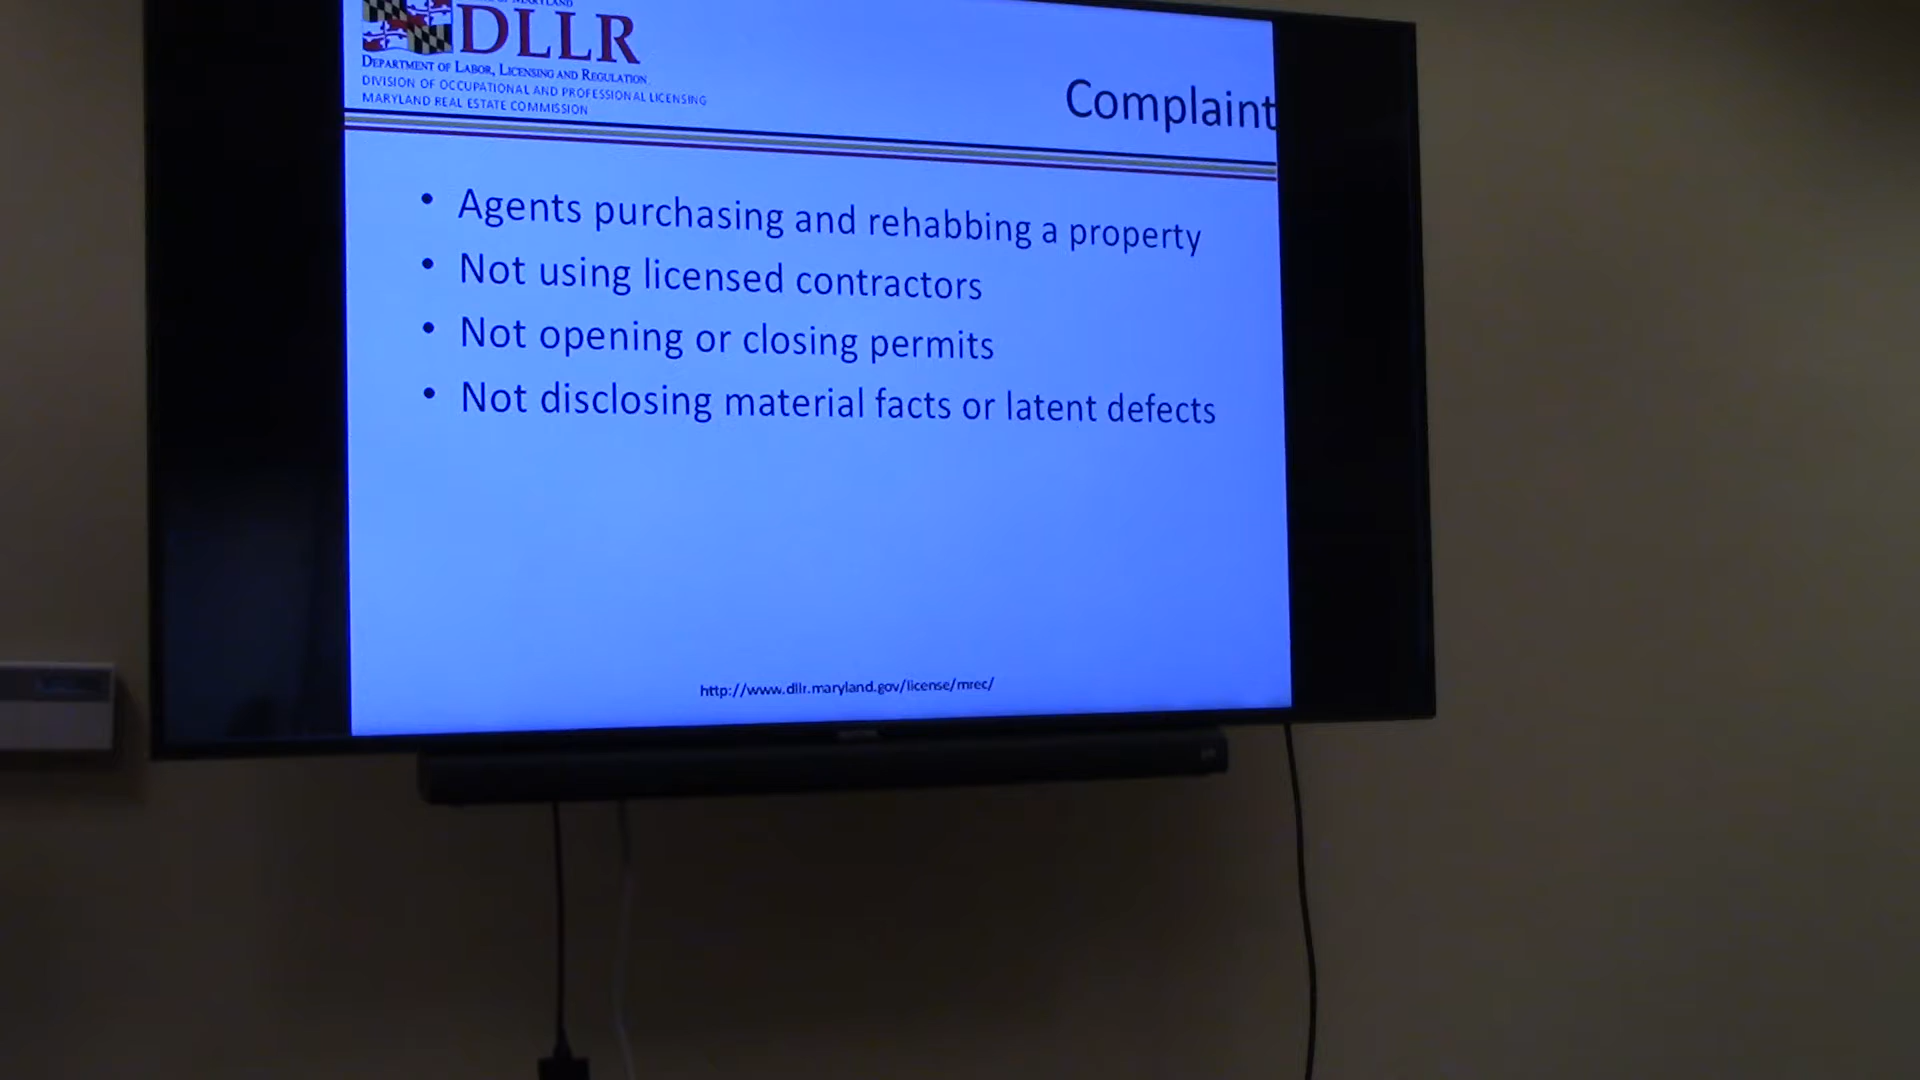 DLLR
DEPARTMENT OF LABOR, LICENSING AND REGULATION
DIVISION OF OCCUPATIONAL AND PROFESSIONAL LICENSING
MARYLAND REAL ESTATE COMMISSION
Complaint
• Agents purchasing and rehabbing a property
• Not using licensed contractors
• Not opening or closing permits
• Not disclosing material facts or latent defects
http://www.dllr.maryland.gov/license/mrec/